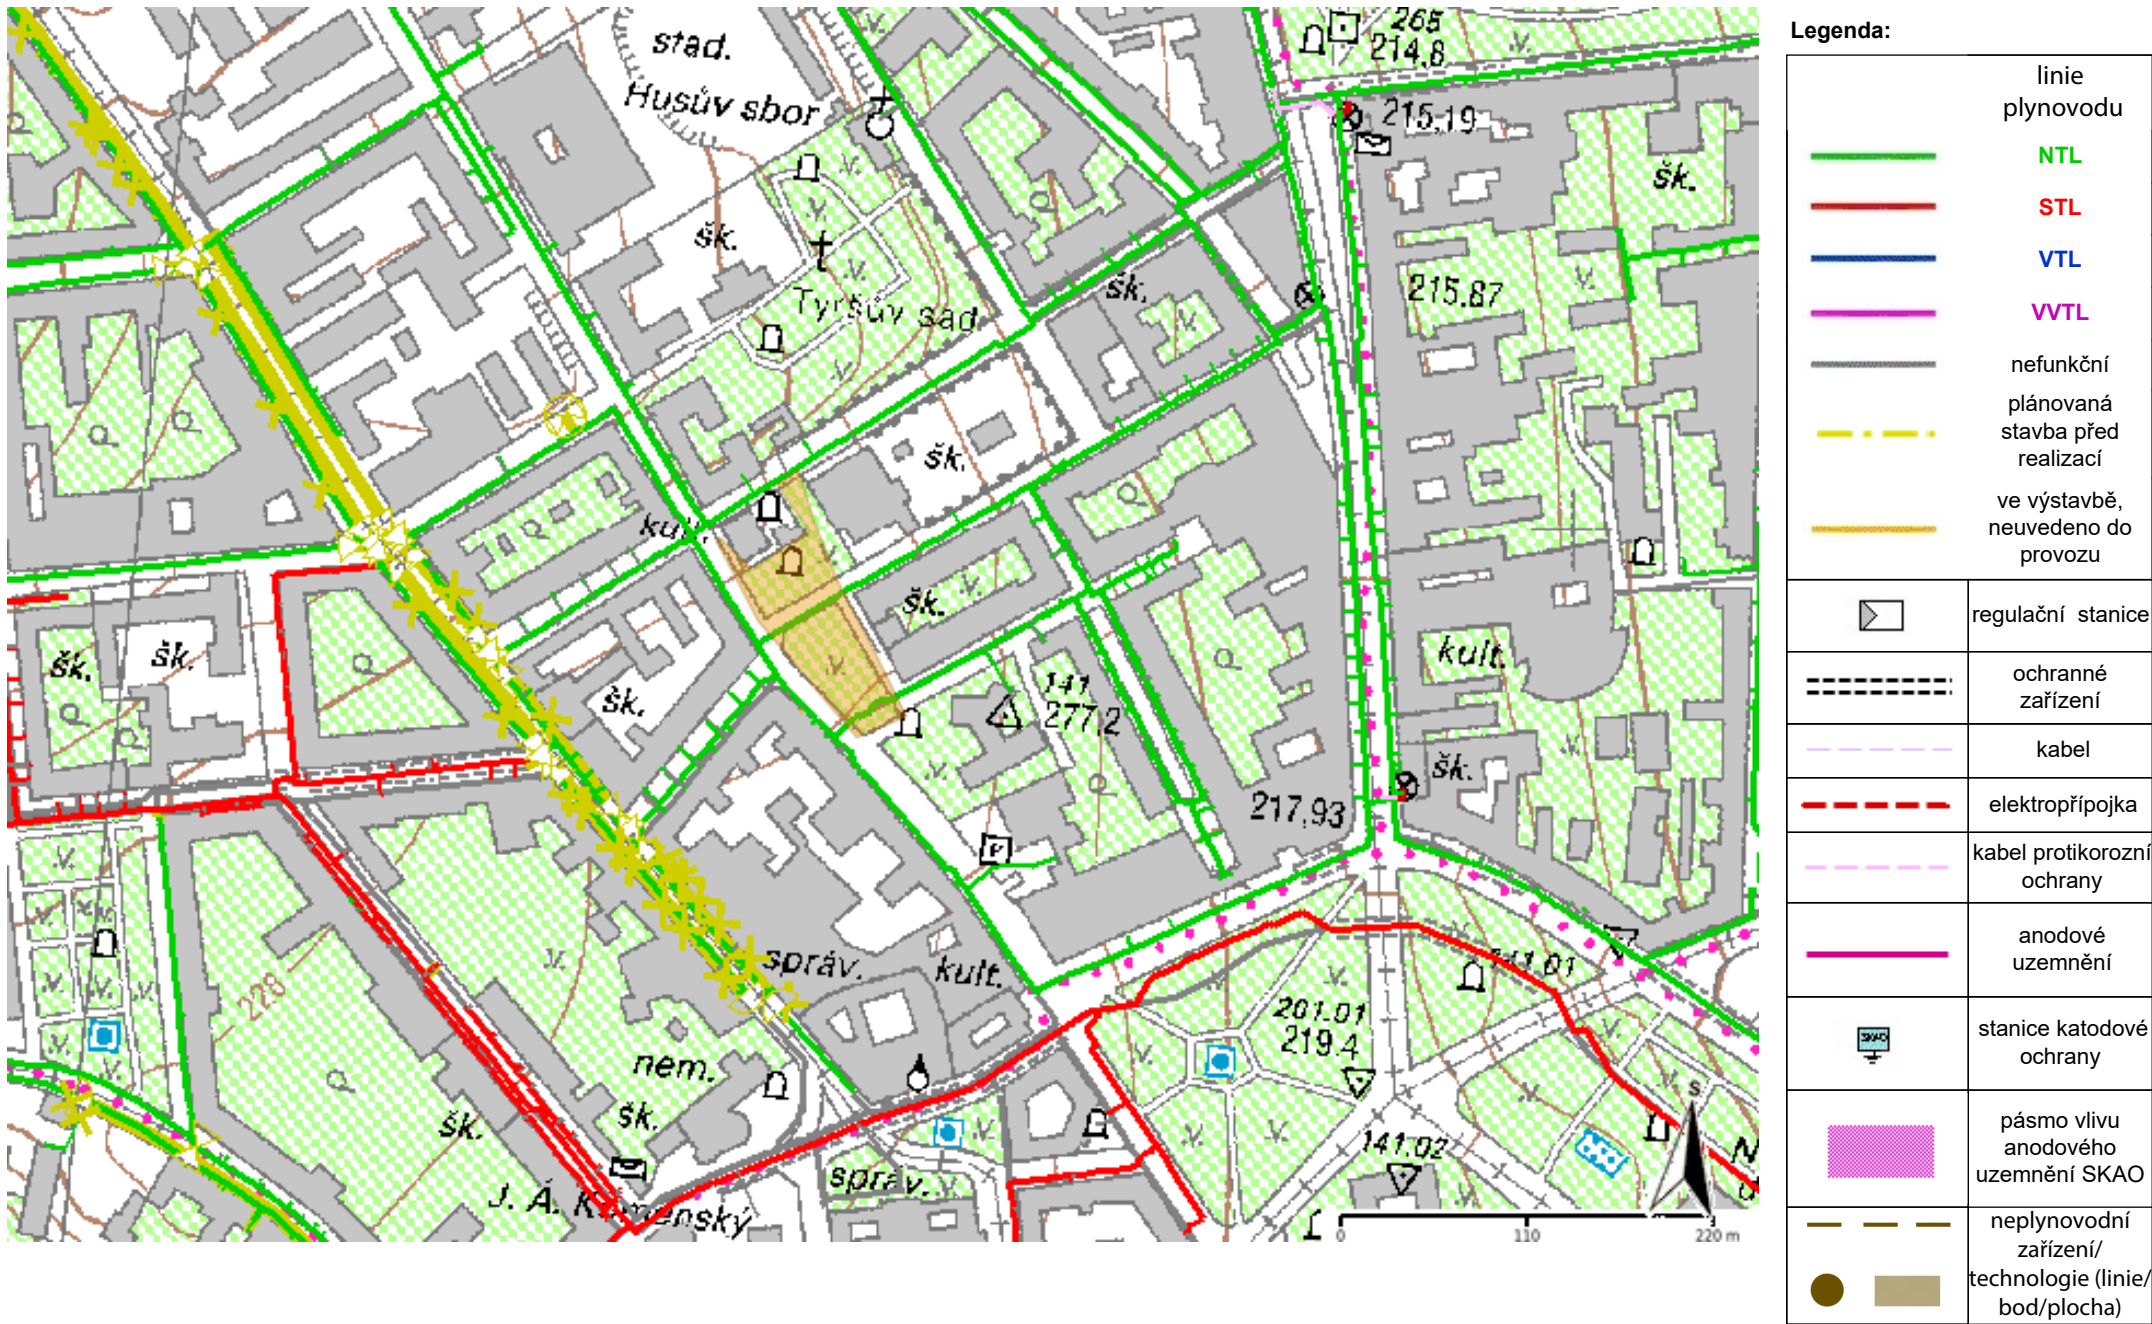 stad.
Husův sbor
265
214,8
215,19
šk.
šk.
šk.
215,87
Tyršův sad
šk.
kult.
šk.
kult.
141
277,2
šk.
šk.
šk.
šk.
217,93
správ.
kult.
141.01
201.01
219.4
228
nem.
šk.
šk.
141.02
správ.
J. Á. Komenský
S
0 110 220 m
Legenda:
linie
plynovodu
NTL
STL
VTL
VVTL
nefunkční
plánovaná
stavba před
realizací
ve výstavbě,
neuvedeno do
provozu
regulační stanice
ochranné
zařízení
kabel
elektropřípojka
kabel protikorozní
ochrany
anodové
uzemnění
SKAO
stanice katodové
ochrany
pásmo vlivu
anodového
uzemnění SKAO
neplynovodní
zařízení/
technologie (linie/
bod/plocha)